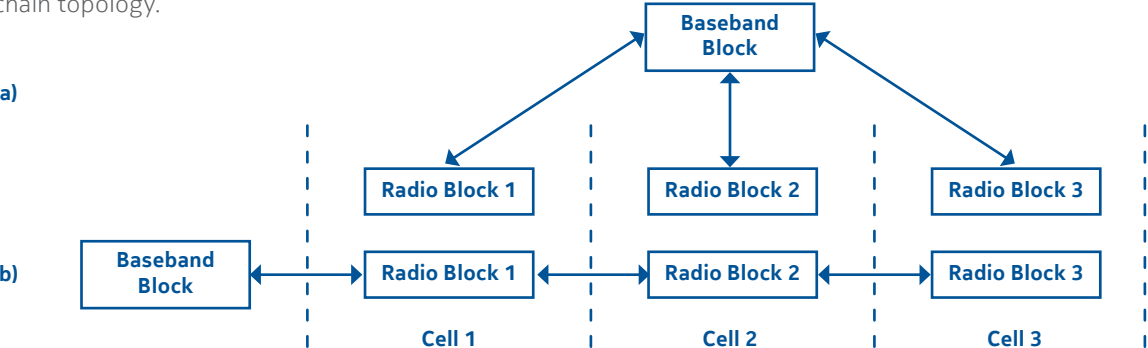 chain topology.
Baseband
Block
a)
Radio Block 1
Radio Block 2
Radio Block 3
b)
Baseband
Block
Radio Block 1
Radio Block 2
Radio Block 3
Cell 1
Cell 2
Cell 3